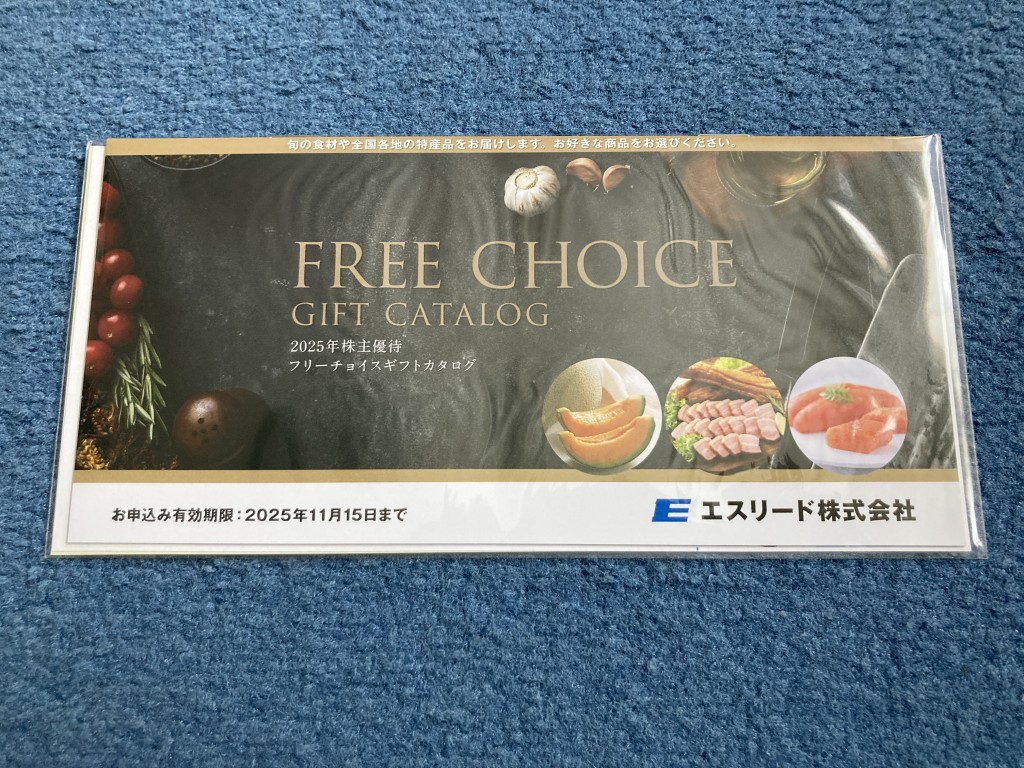 旬の食材や全国各地の特産品をお届けします。お好きな商品をお選びください。
FREE CHOICE
GIFT CATALOG
2025年株主優待
フリーチョイスギフトカタログ
お申込み有効期限：2025年11月15日まで
エスリード株式会社